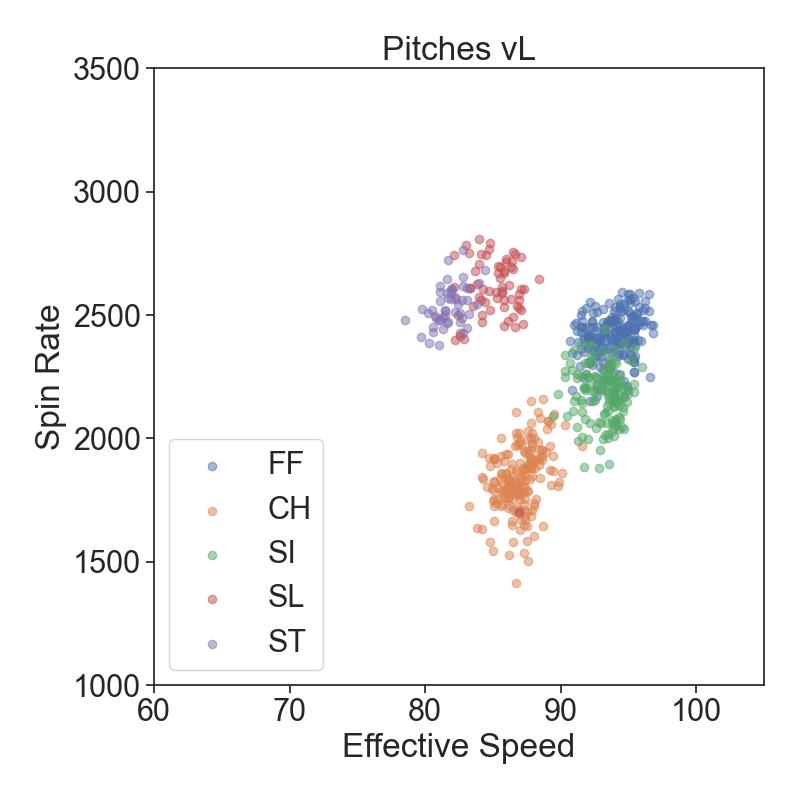 Pitches vL
3500
3000
2500
2000
1500
1000
Spin Rate
FF
CH
SI
SL
ST
60 70 80 90 100
Effective Speed